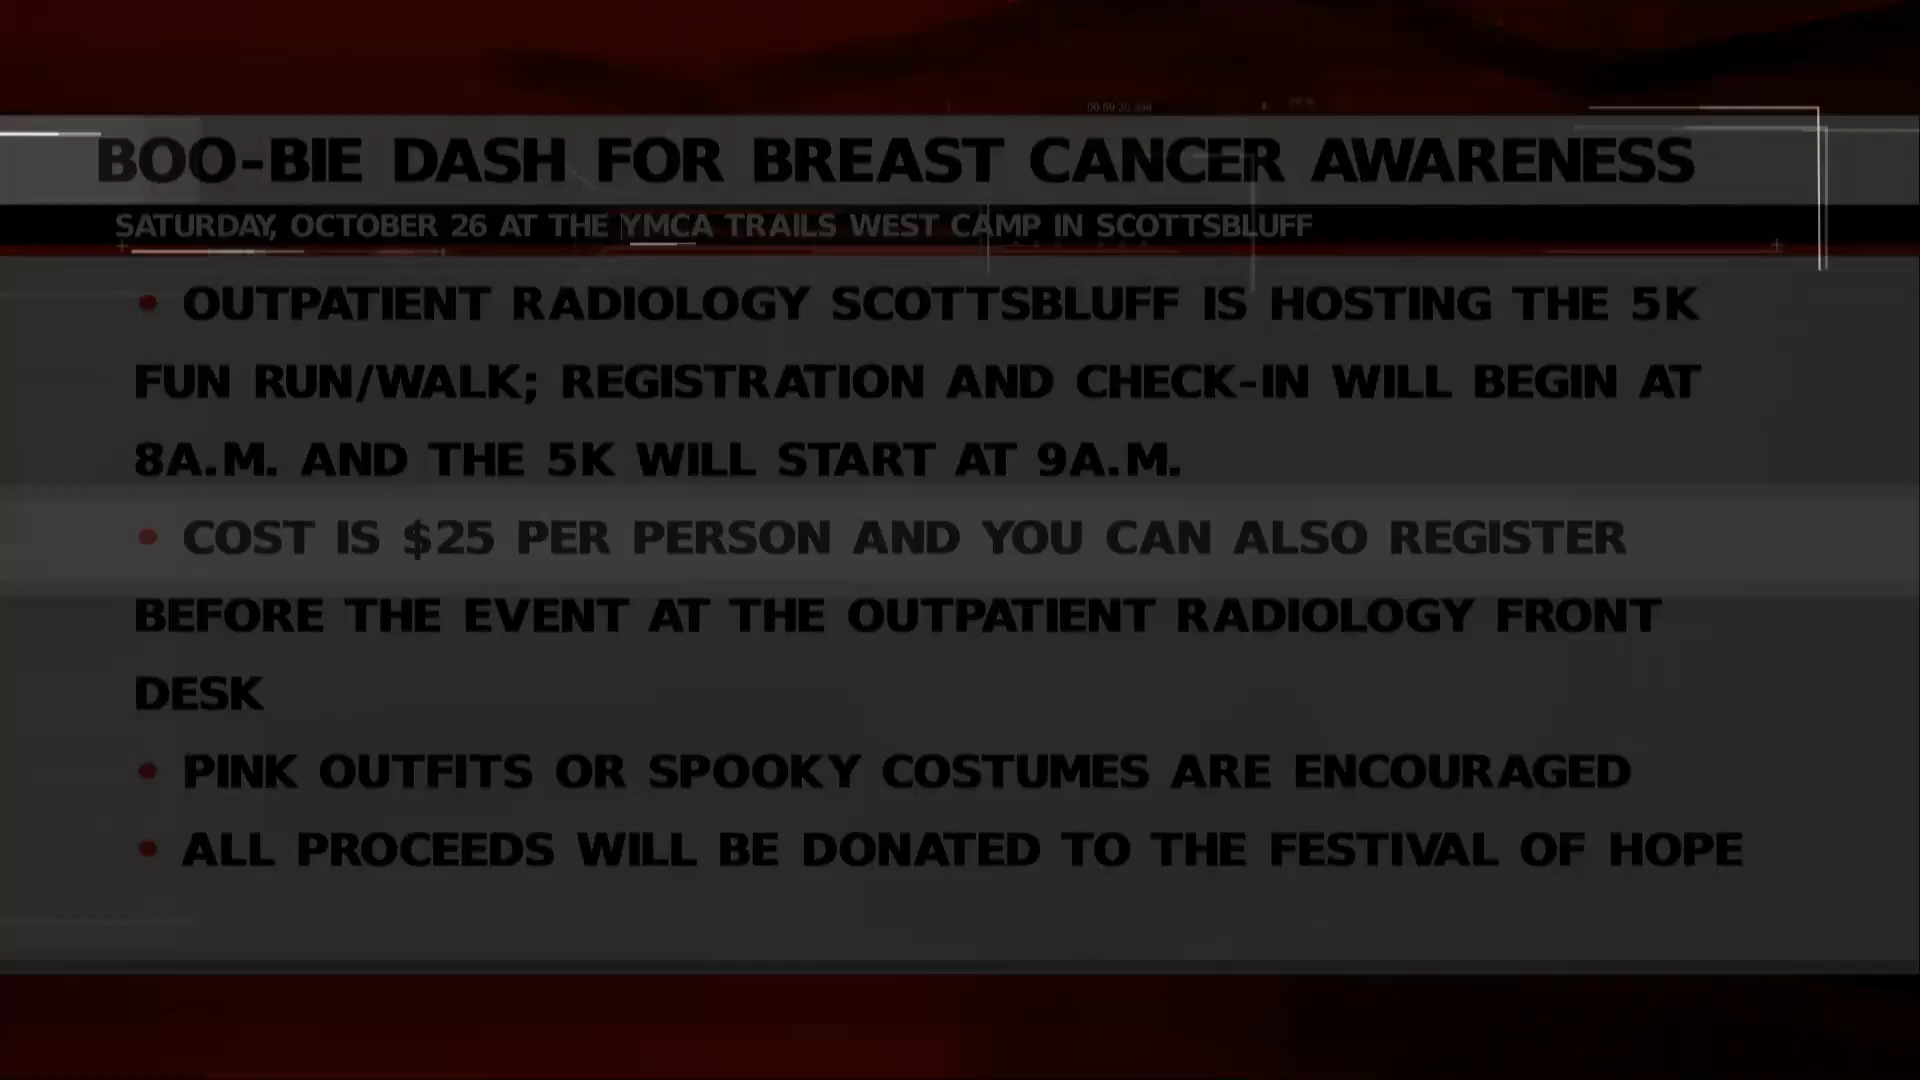 BOO-BIE DASH FOR BREAST CANCER AWARENESS
SATURDAY, OCTOBER 26 AT THE YMCA TRAILS WEST CAMP IN SCOTTSBLUFF
• OUTPATIENT RADIOLOGY SCOTTSBLUFF IS HOSTING THE 5K
FUN RUN/WALK; REGISTRATION AND CHECK-IN WILL BEGIN AT
8A.M. AND THE 5K WILL START AT 9A.M.
• COST IS $25 PER PERSON AND YOU CAN ALSO REGISTER
BEFORE THE EVENT AT THE OUTPATIENT RADIOLOGY FRONT
DESK
• PINK OUTFITS OR SPOOKY COSTUMES ARE ENCOURAGED
• ALL PROCEEDS WILL BE DONATED TO THE FESTIVAL OF HOPE